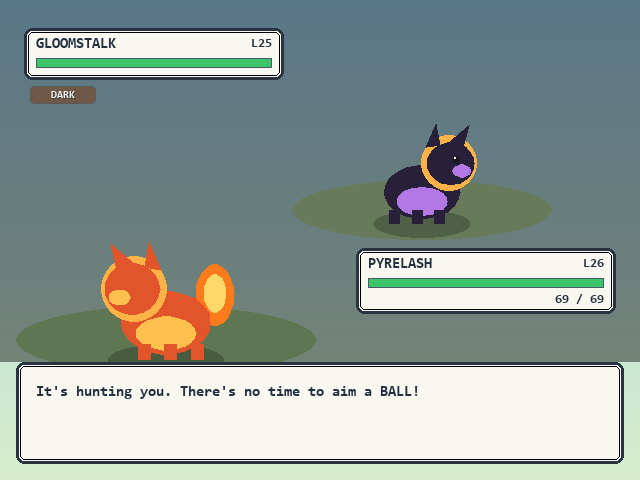 GLOOMSTALK L25
DARK
PYRELASH L26
69 / 69
It's hunting you. There's no time to aim a BALL!